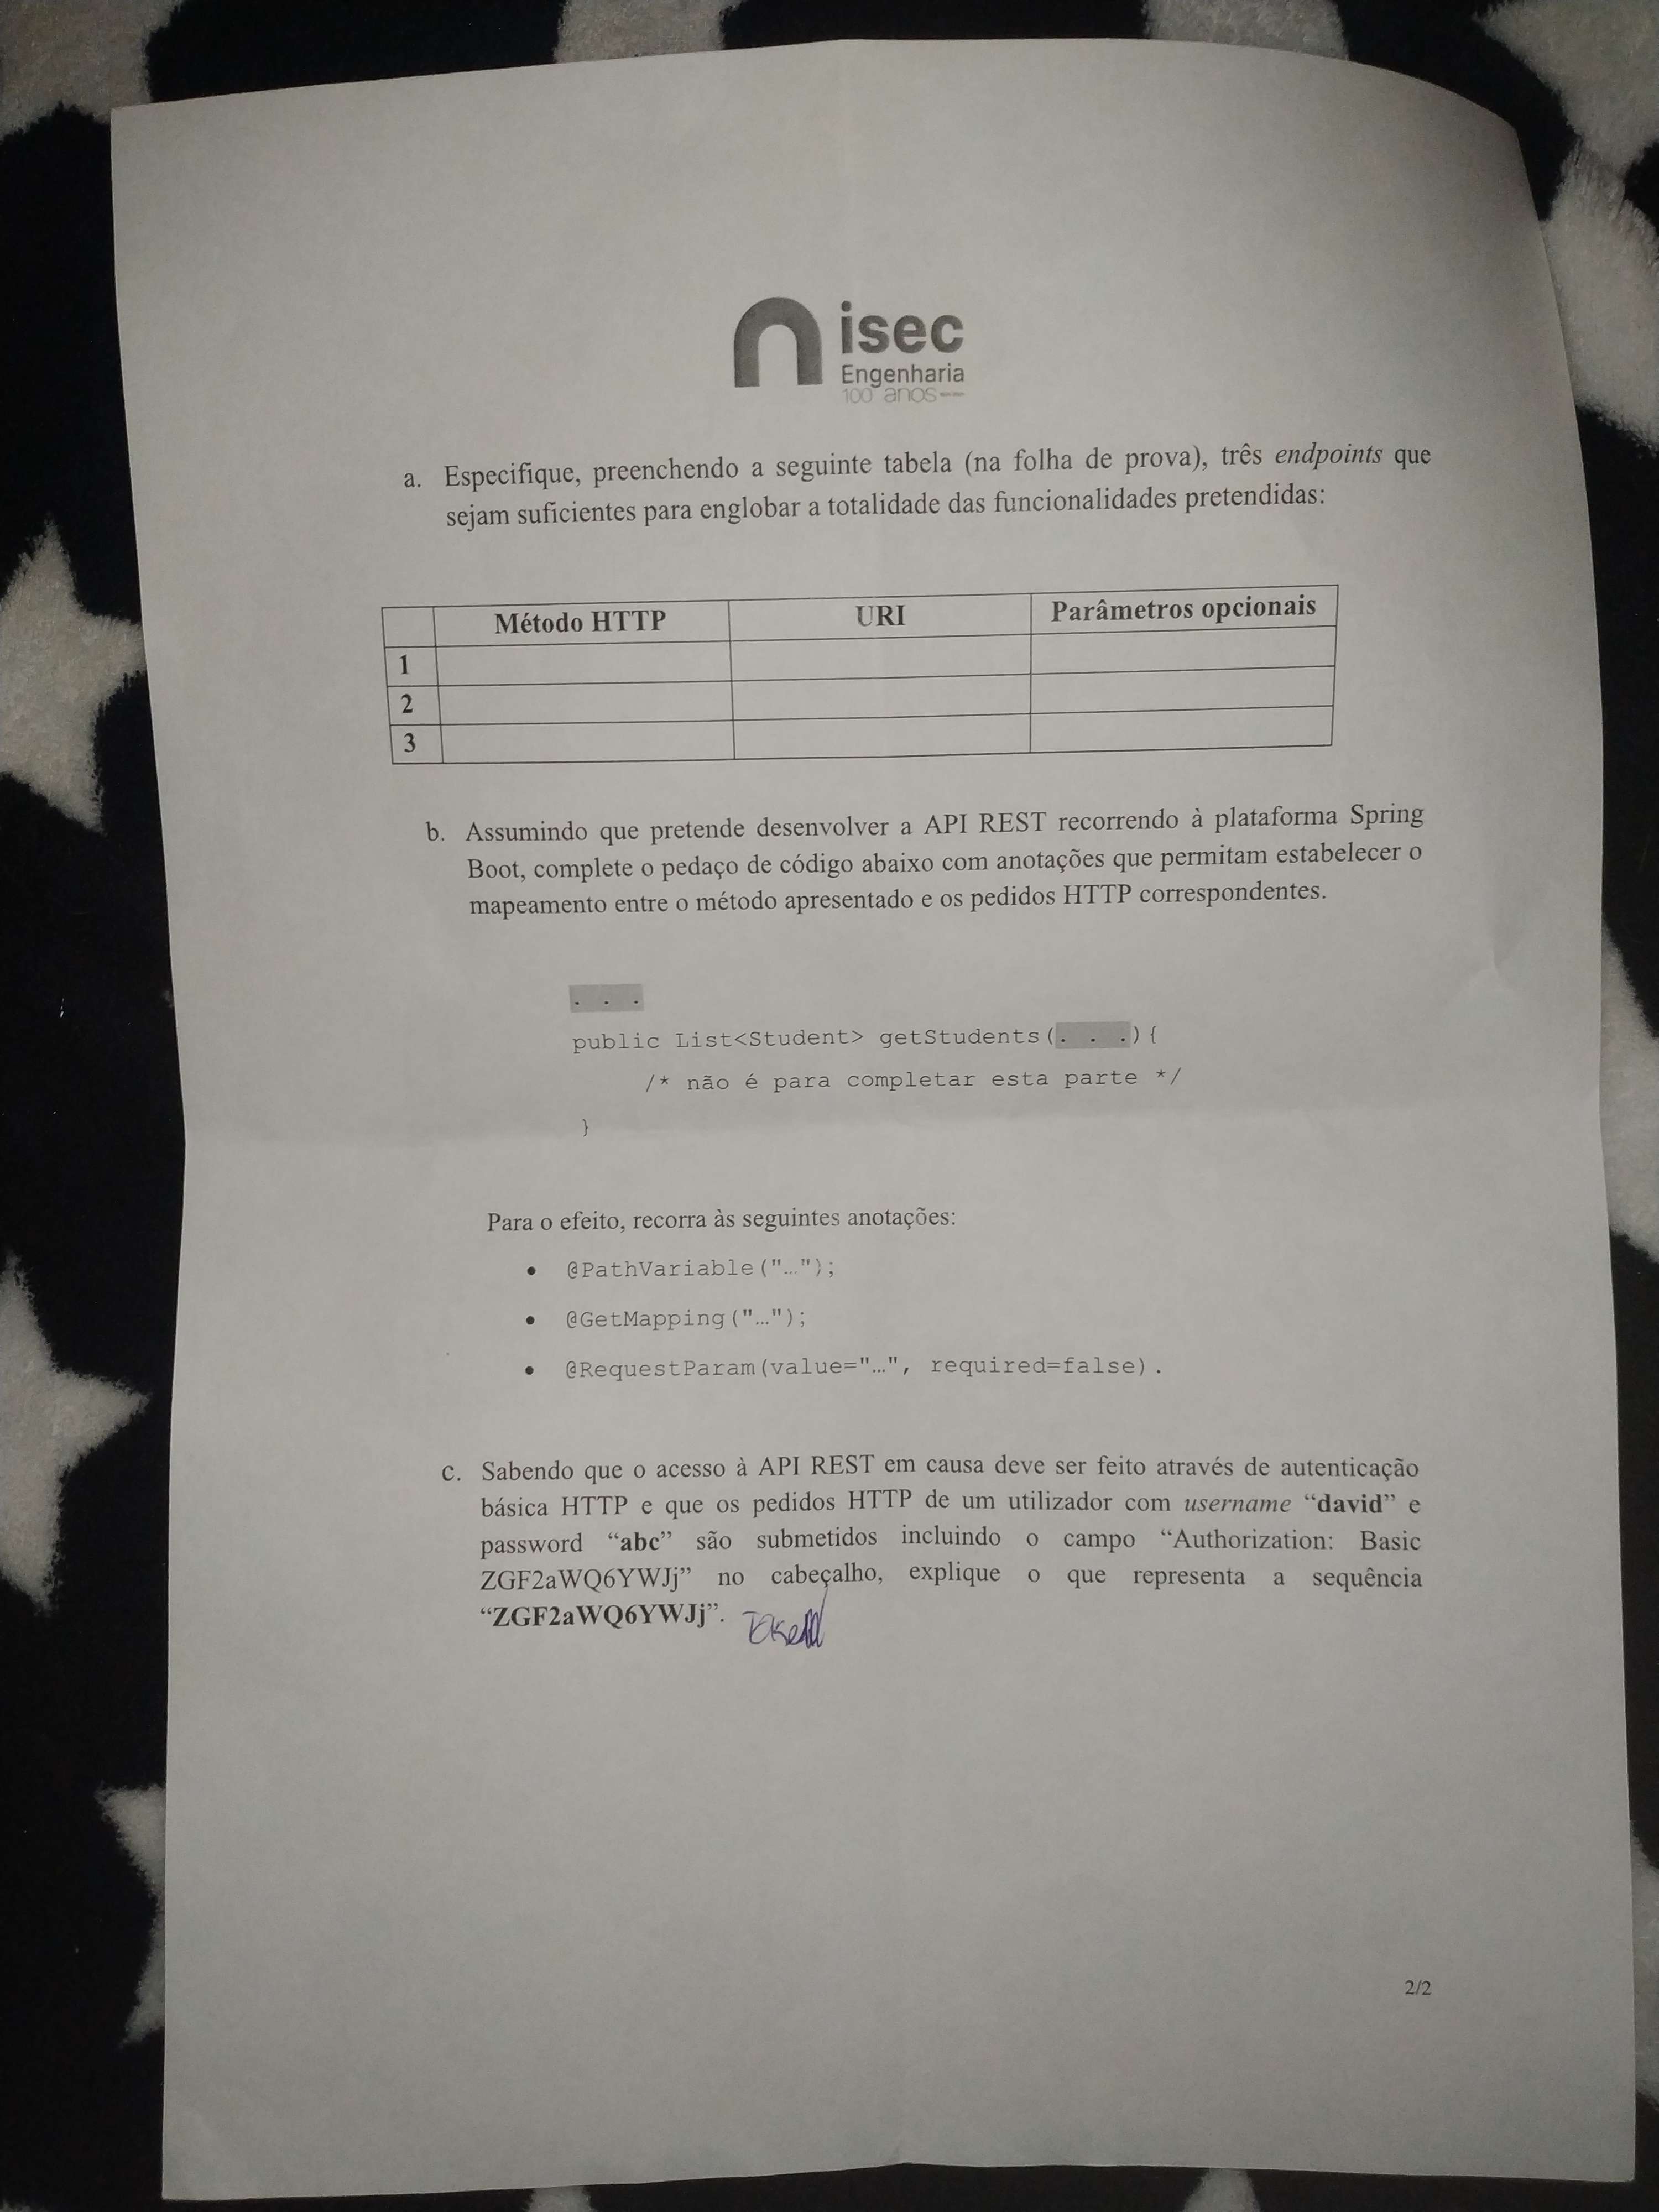 isec
Engenharia
100 anos
a. Especifique, preenchendo a seguinte tabela (na folha de prova), três endpoints que
sejam suficientes para englobar a totalidade das funcionalidades pretendidas:
Método HTTP URI Parâmetros opcionais
1
2
3
b. Assumindo que pretende desenvolver a API REST recorrendo à plataforma Spring
Boot, complete o pedaço de código abaixo com anotações que permitam estabelecer o
mapeamento entre o método apresentado e os pedidos HTTP correspondentes.
. . .
public List<Student> getStudents(. . .){
/* não é para completar esta parte */
}
Para o efeito, recorra às seguintes anotações:
• @PathVariable("…");
• @GetMapping("…");
• @RequestParam(value="…", required=false).
c. Sabendo que o acesso à API REST em causa deve ser feito através de autenticação
básica HTTP e que os pedidos HTTP de um utilizador com username “david” e
password “abc” são submetidos incluindo o campo “Authorization: Basic
ZGF2aWQ6YWJj” no cabeçalho, explique o que representa a sequência
“ZGF2aWQ6YWJj”.
2/2